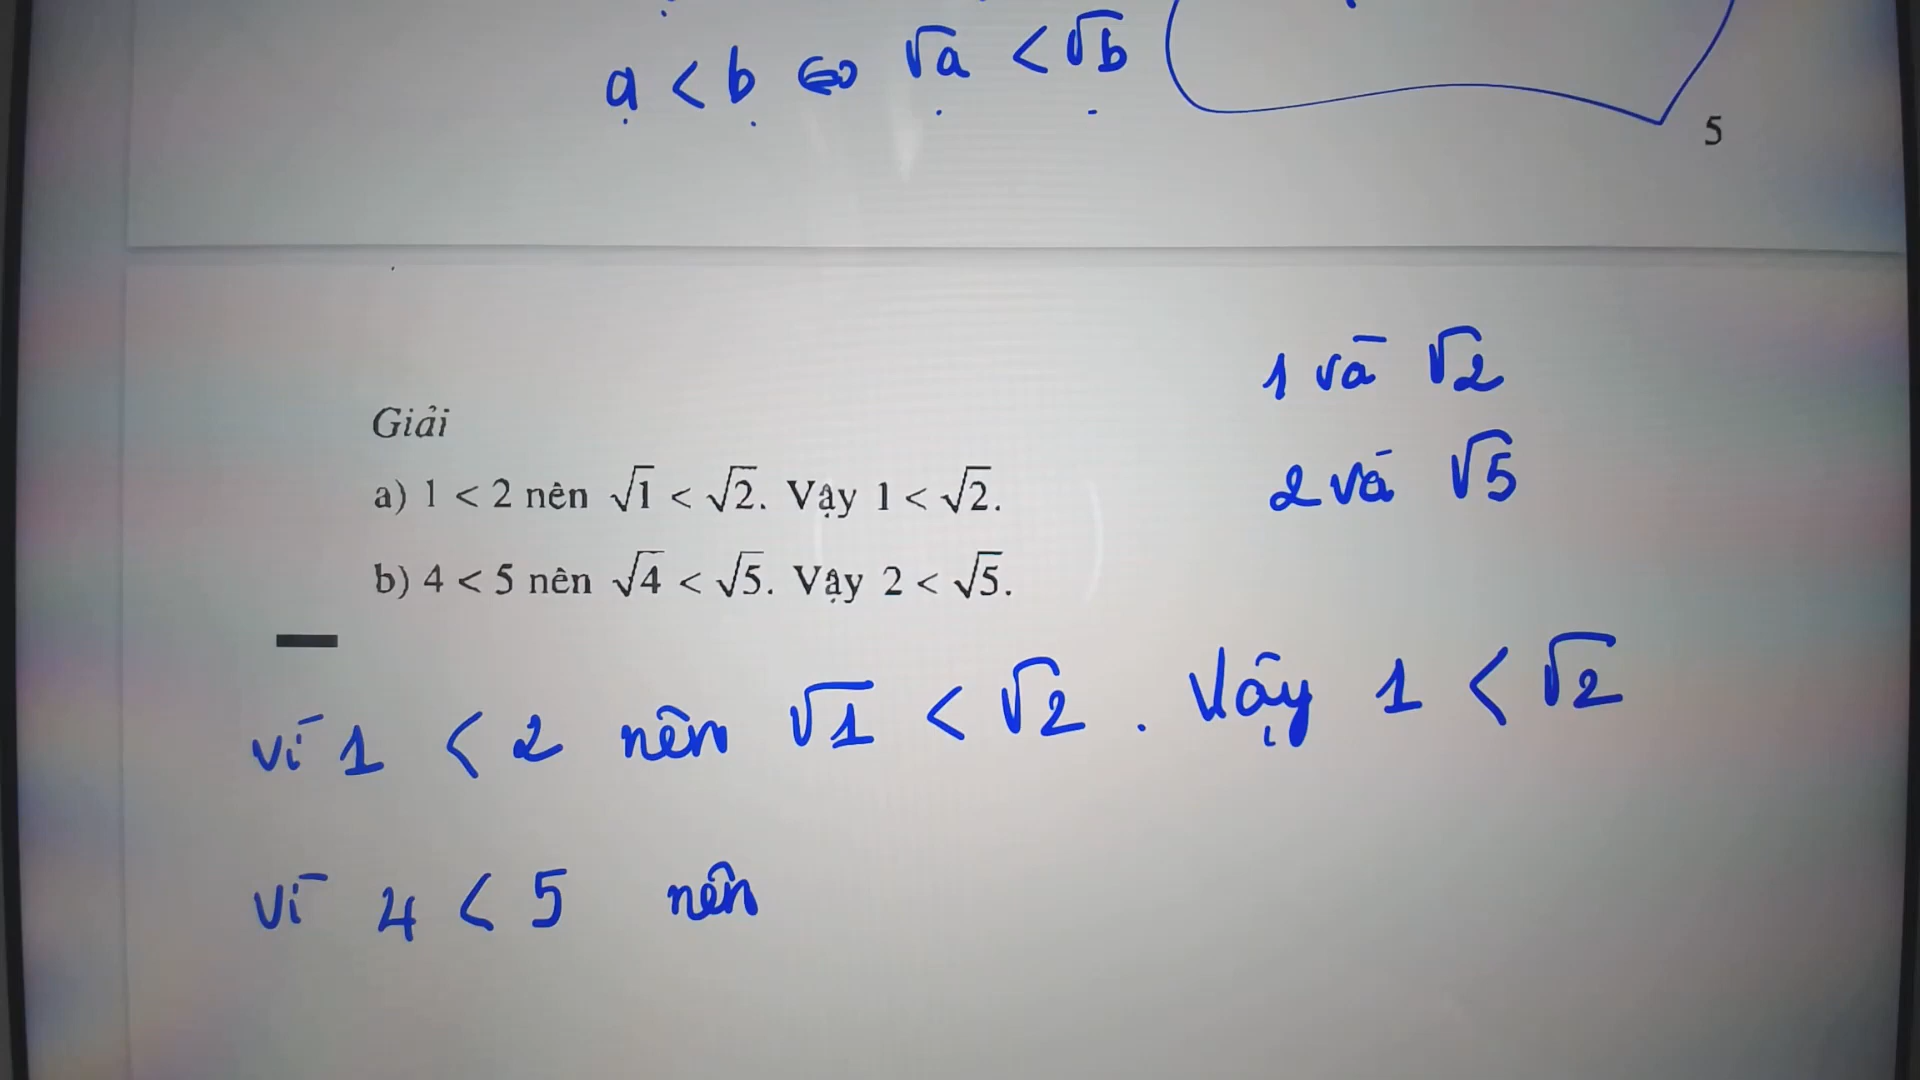 a < b ⇔ √a < √b
5
1 và √2
Giải
2 và √5
a) 1 < 2 nên √1 < √2. Vậy 1 < √2.
b) 4 < 5 nên √4 < √5. Vậy 2 < √5.
vì 1 < 2 nên √1 < √2 . Vậy 1 < √2
vì 4 < 5 nên